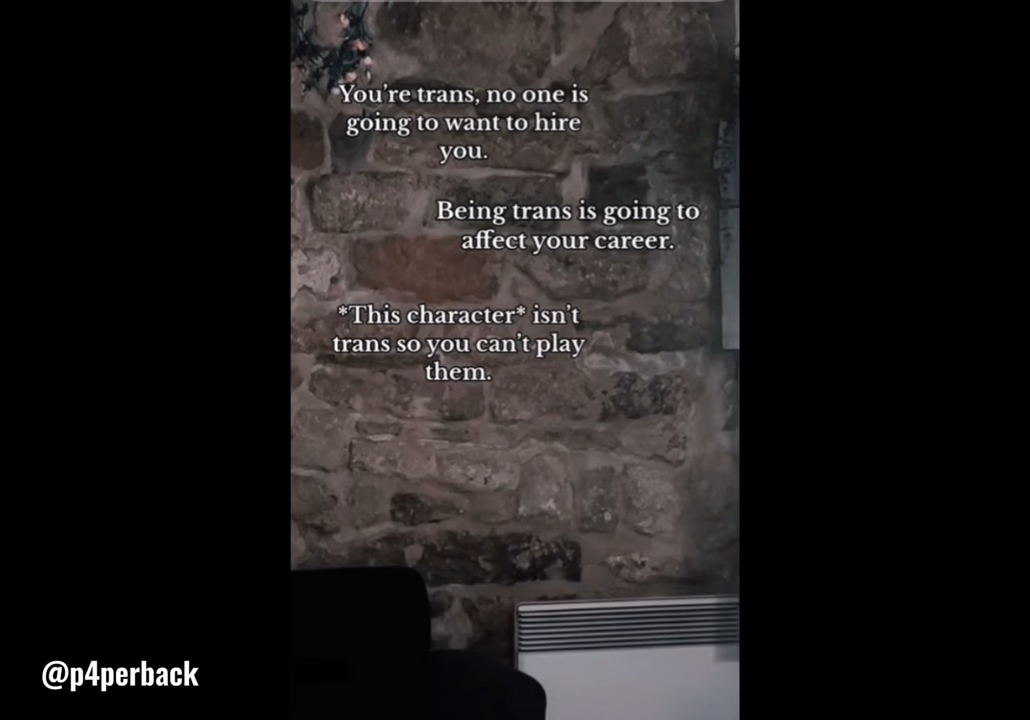 You're trans, no one is
going to want to hire
you.
Being trans is going to
affect your career.
*This character* isn't
trans so you can't play
them.
@p4perback